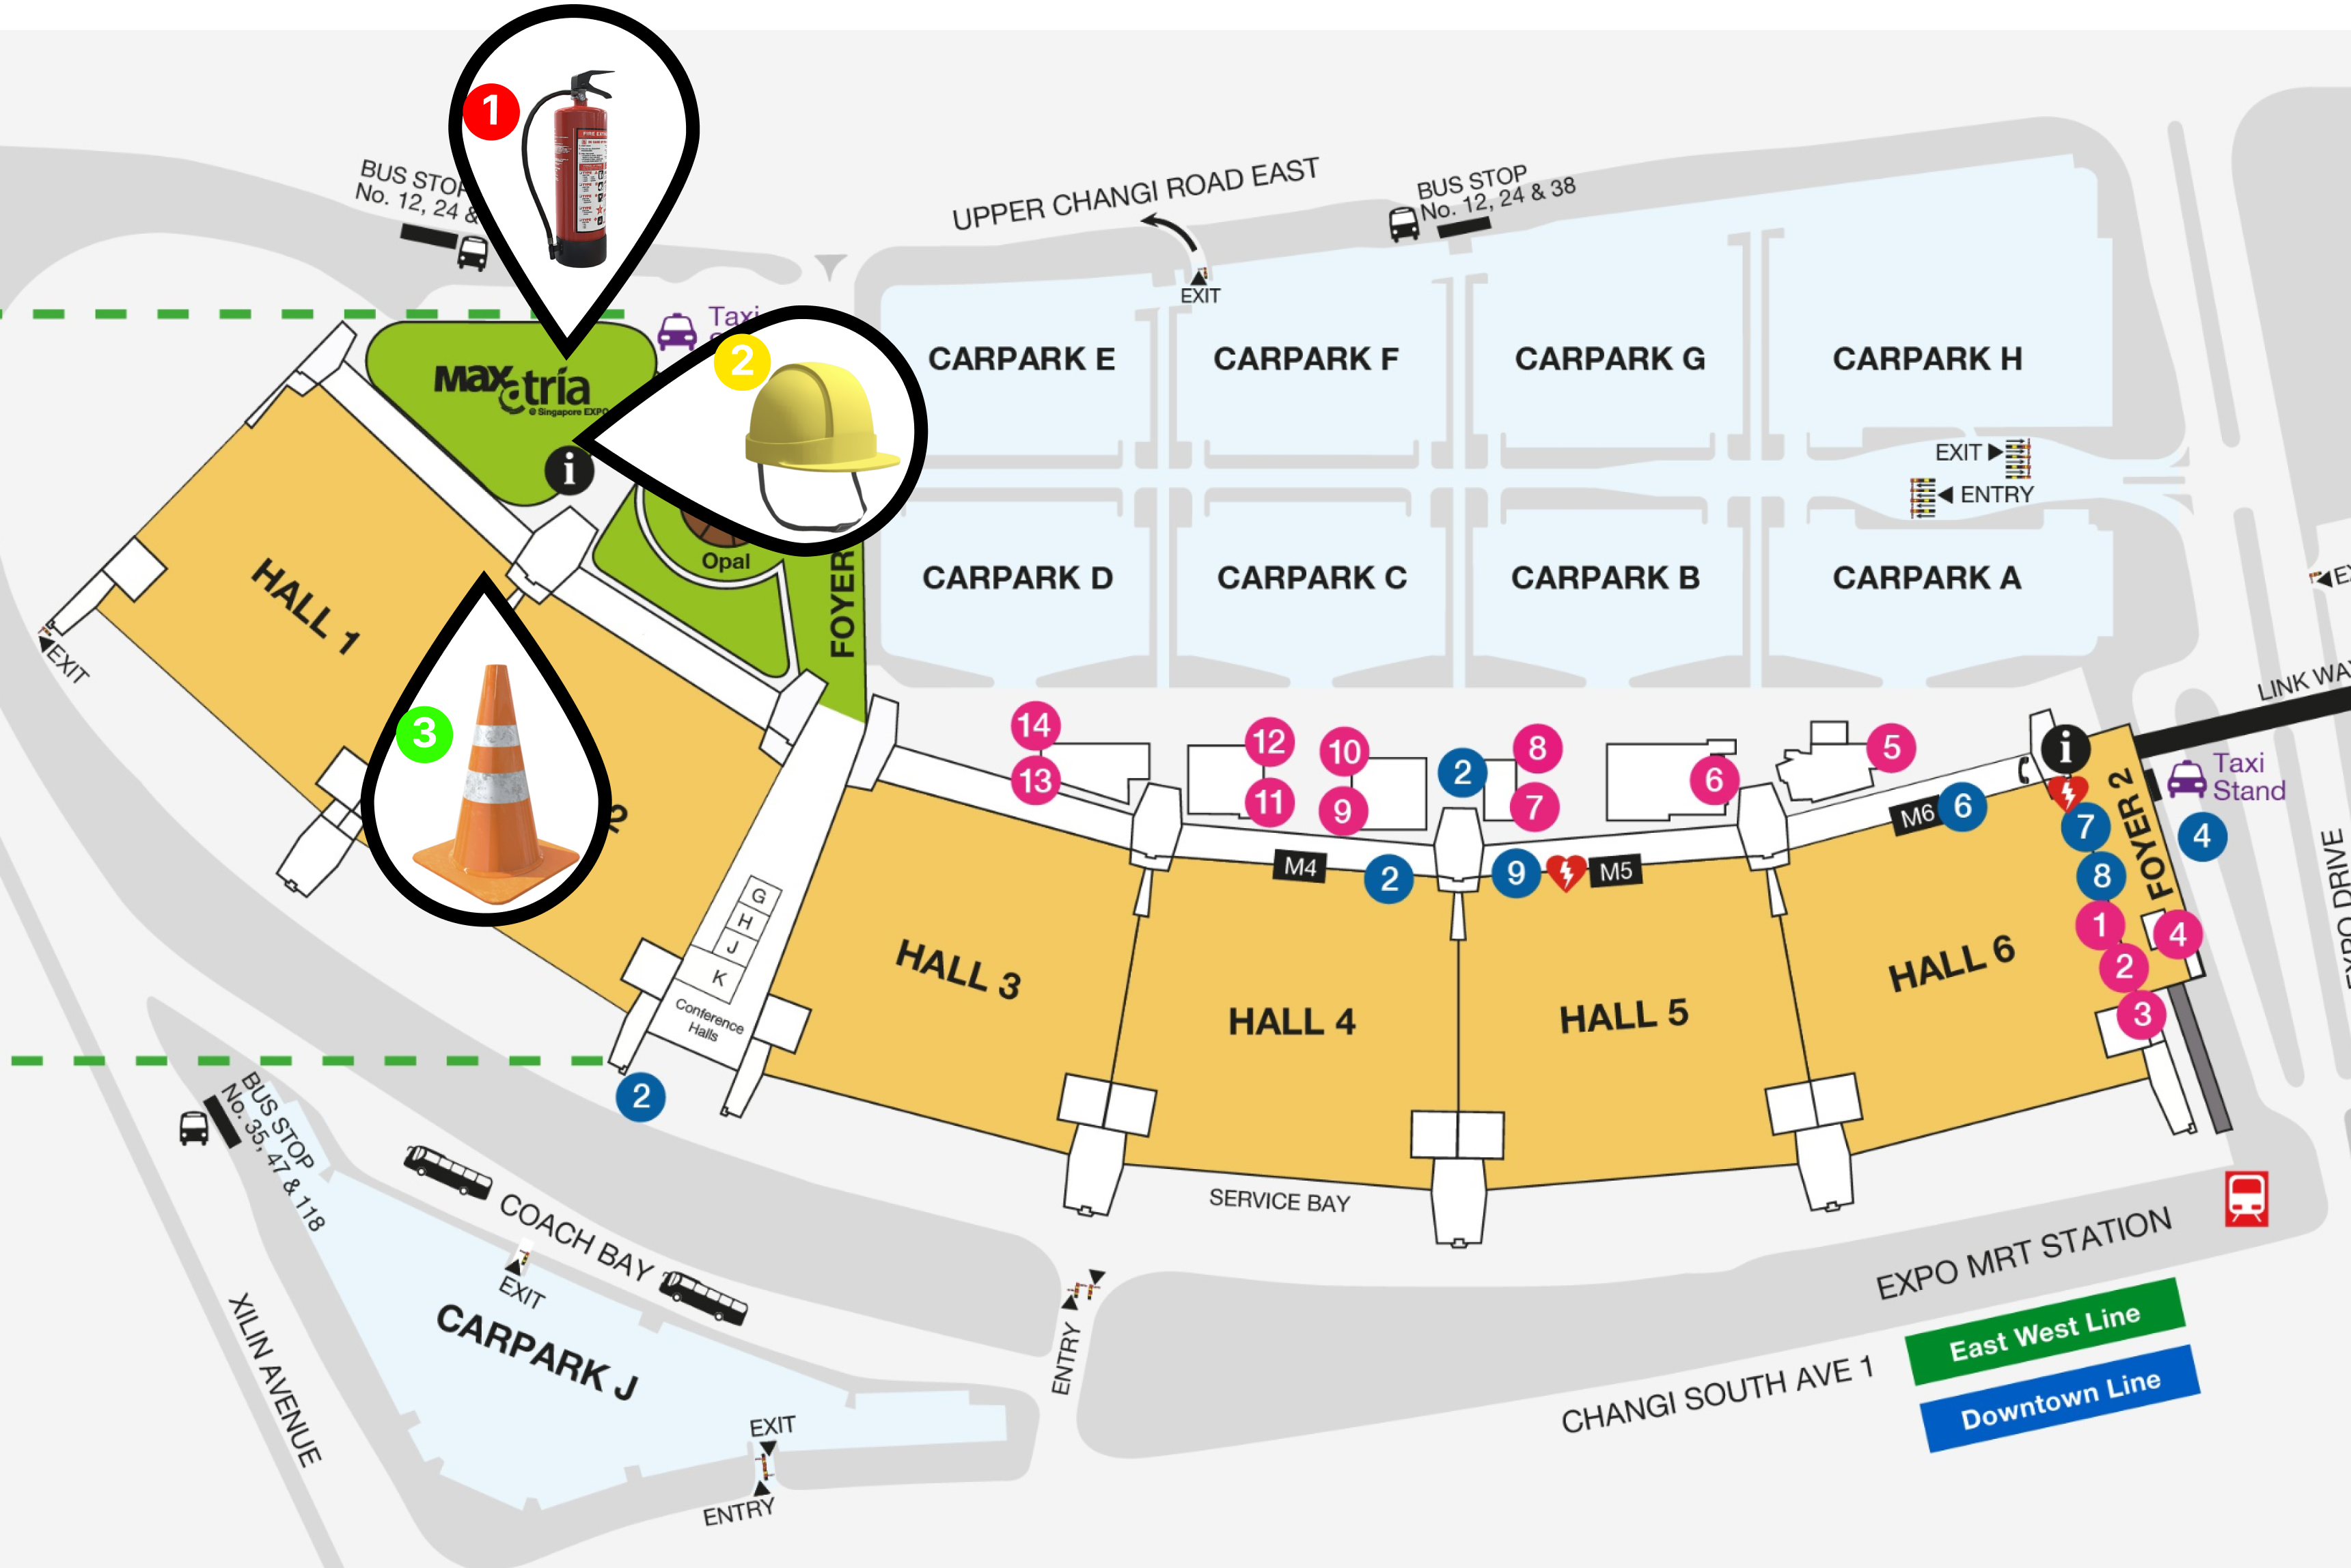 1
BUS STOP
No. 12, 24 &
UPPER CHANGI ROAD EAST
BUS STOP
No. 12, 24 & 38
EXIT
Taxi
2
MAX atria
@ Singapore EXPO
i
CARPARK E
CARPARK F
CARPARK G
CARPARK H
EXIT
ENTRY
CARPARK D
CARPARK C
CARPARK B
CARPARK A
Opal
FOYER
HALL 1
EXIT
3
2
LINK WAY
14
13
12
11
10
9
2
8
7
6
5
i
Taxi
Stand
M4
2
9
M5
M6
6
7
8
4
FOYER 2
1
2
3
4
EXPO DRIVE
G
H
J
K
Conference
Halls
HALL 3
HALL 4
HALL 5
HALL 6
2
BUS STOP
No. 35, 47 & 118
COACH BAY
EXIT
CARPARK J
XILIN AVENUE
SERVICE BAY
ENTRY
EXIT
ENTRY
EXPO MRT STATION
CHANGI SOUTH AVE 1
East West Line
Downtown Line